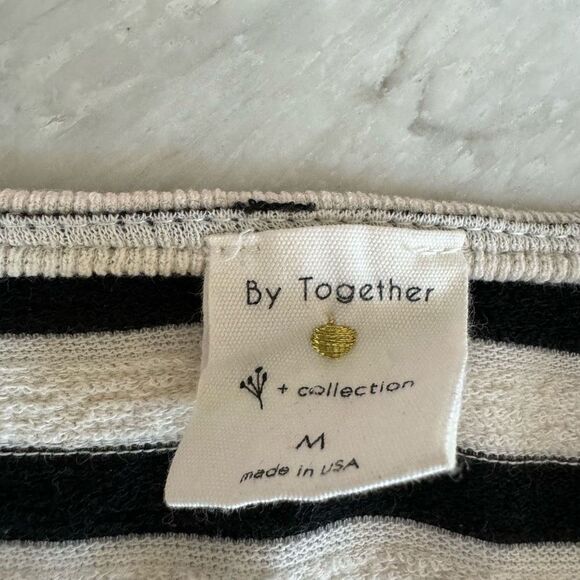 By Together
+ collection
M
made in USA